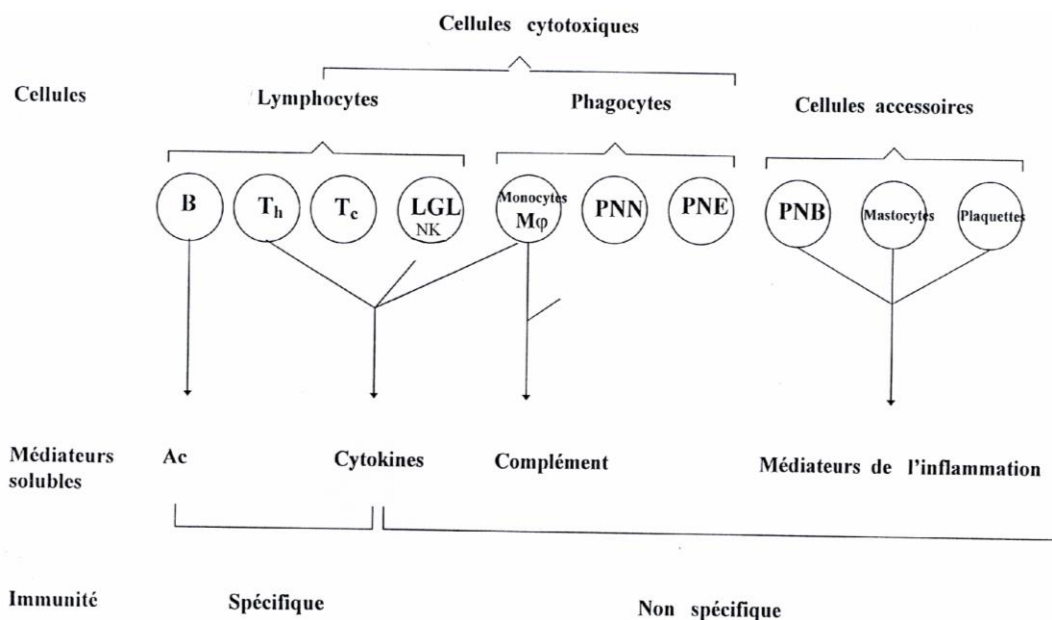 Cellules cytotoxiques
Cellules
Lymphocytes
Phagocytes
Cellules accessoires
B
Th
Tc
LGL
NK
Monocytes
Mφ
PNN
PNE
PNB
Mastocytes
Plaquettes
Médiateurs
solubles
Ac
Cytokines
Complément
Médiateurs de l'inflammation
Immunité
Spécifique
Non spécifique